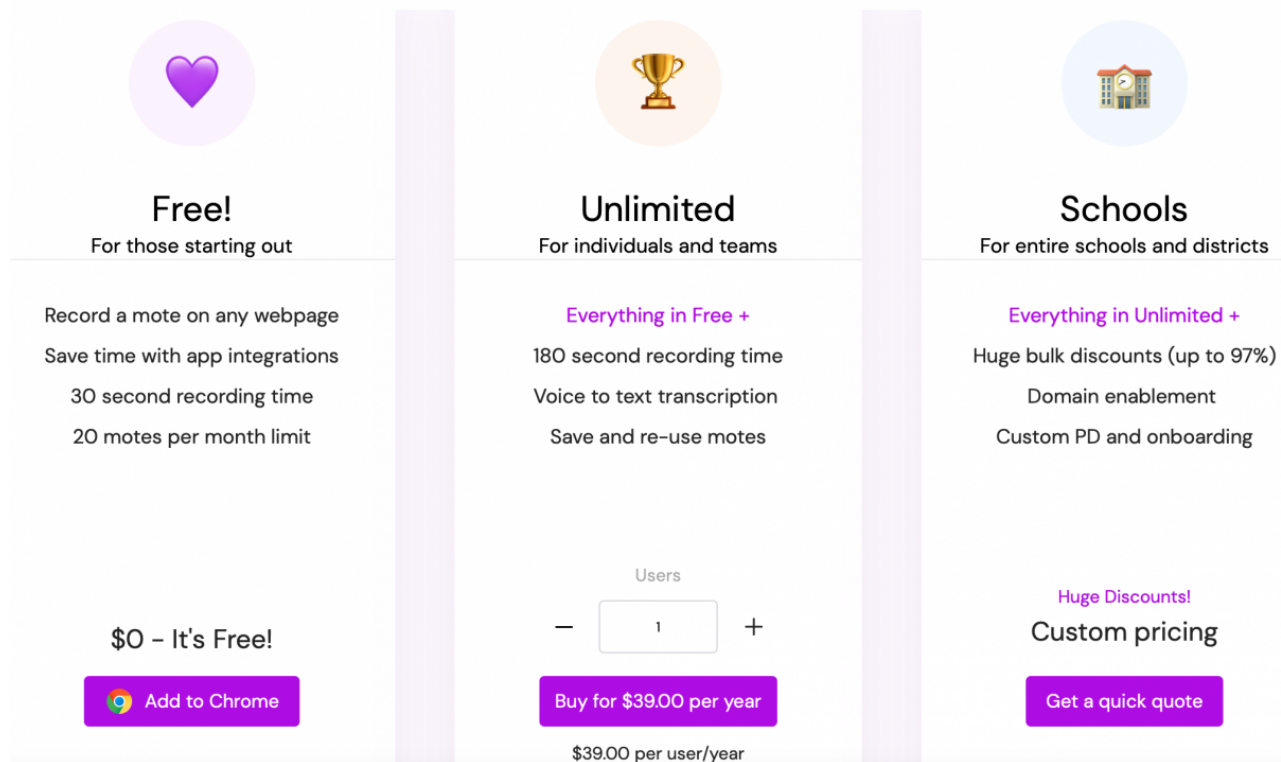 Free!
For those starting out
Record a mote on any webpage
Save time with app integrations
30 second recording time
20 motes per month limit
$0 - It's Free!
Add to Chrome
Unlimited
For individuals and teams
Everything in Free +
180 second recording time
Voice to text transcription
Save and re-use motes
Users
− 1 +
Buy for $39.00 per year
$39.00 per user/year
Schools
For entire schools and districts
Everything in Unlimited +
Huge bulk discounts (up to 97%)
Domain enablement
Custom PD and onboarding
Huge Discounts!
Custom pricing
Get a quick quote